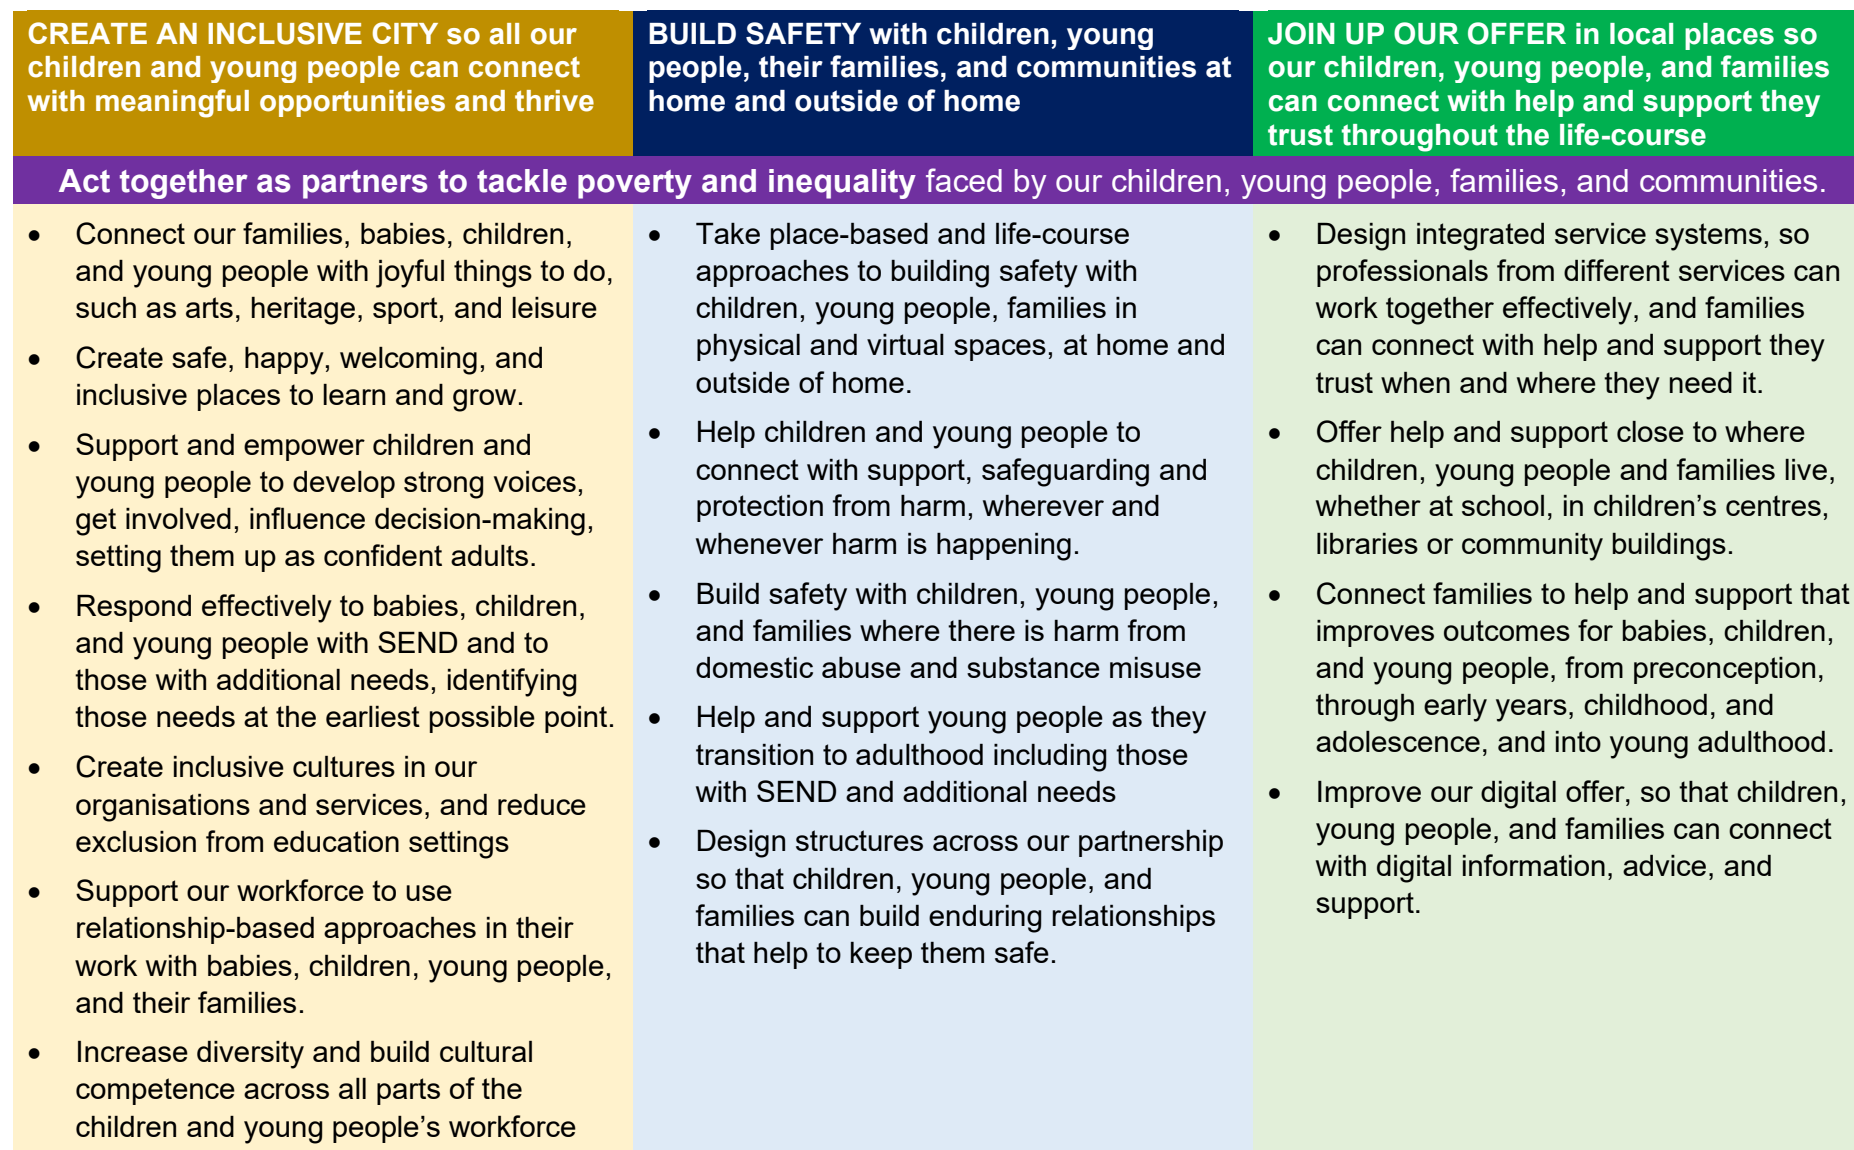 CREATE AN INCLUSIVE CITY so all our
children and young people can connect
with meaningful opportunities and thrive
BUILD SAFETY with children, young
people, their families, and communities at
home and outside of home
JOIN UP OUR OFFER in local places so
our children, young people, and families
can connect with help and support they
trust throughout the life-course
Act together as partners to tackle poverty and inequality faced by our children, young people, families, and communities.
• Connect our families, babies, children,
and young people with joyful things to do,
such as arts, heritage, sport, and leisure
• Create safe, happy, welcoming, and
inclusive places to learn and grow.
• Support and empower children and
young people to develop strong voices,
get involved, influence decision-making,
setting them up as confident adults.
• Respond effectively to babies, children,
and young people with SEND and to
those with additional needs, identifying
those needs at the earliest possible point.
• Create inclusive cultures in our
organisations and services, and reduce
exclusion from education settings
• Support our workforce to use
relationship-based approaches in their
work with babies, children, young people,
and their families.
• Increase diversity and build cultural
competence across all parts of the
children and young people’s workforce
• Take place-based and life-course
approaches to building safety with
children, young people, families in
physical and virtual spaces, at home and
outside of home.
• Help children and young people to
connect with support, safeguarding and
protection from harm, wherever and
whenever harm is happening.
• Build safety with children, young people,
and families where there is harm from
domestic abuse and substance misuse
• Help and support young people as they
transition to adulthood including those
with SEND and additional needs
• Design structures across our partnership
so that children, young people, and
families can build enduring relationships
that help to keep them safe.
• Design integrated service systems, so
professionals from different services can
work together effectively, and families
can connect with help and support they
trust when and where they need it.
• Offer help and support close to where
children, young people and families live,
whether at school, in children’s centres,
libraries or community buildings.
• Connect families to help and support that
improves outcomes for babies, children,
and young people, from preconception,
through early years, childhood, and
adolescence, and into young adulthood.
• Improve our digital offer, so that children,
young people, and families can connect
with digital information, advice, and
support.